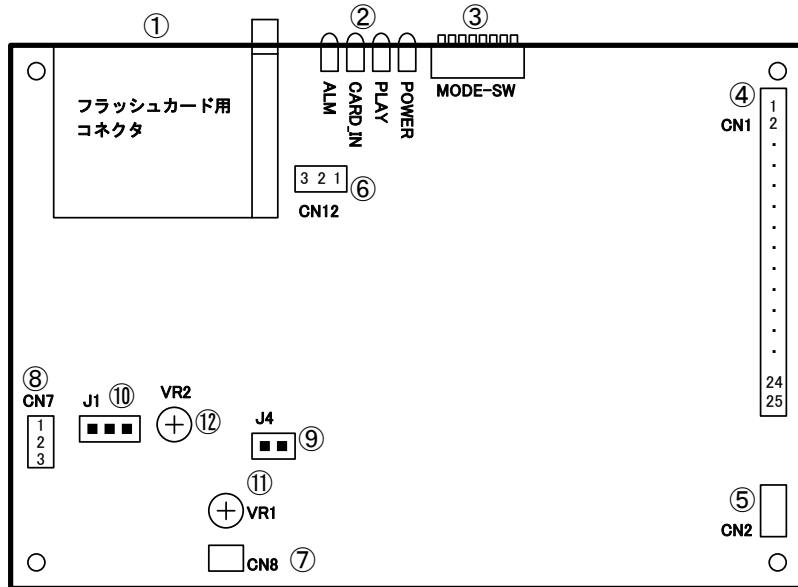 ①
②
③
フラッシュカード用
コネクタ
ALM
CARD_IN
PLAY
POWER
MODE-SW
④
CN1
1
2
・
・
・
・
・
・
・
・
・
・
・
・
・
24
25
3 2 1
⑥
CN12
⑧
CN7
1
2
3
J1 ⑩
VR2
⑫
J4
⑨
⑪
VR1
CN8 ⑦
⑤
CN2